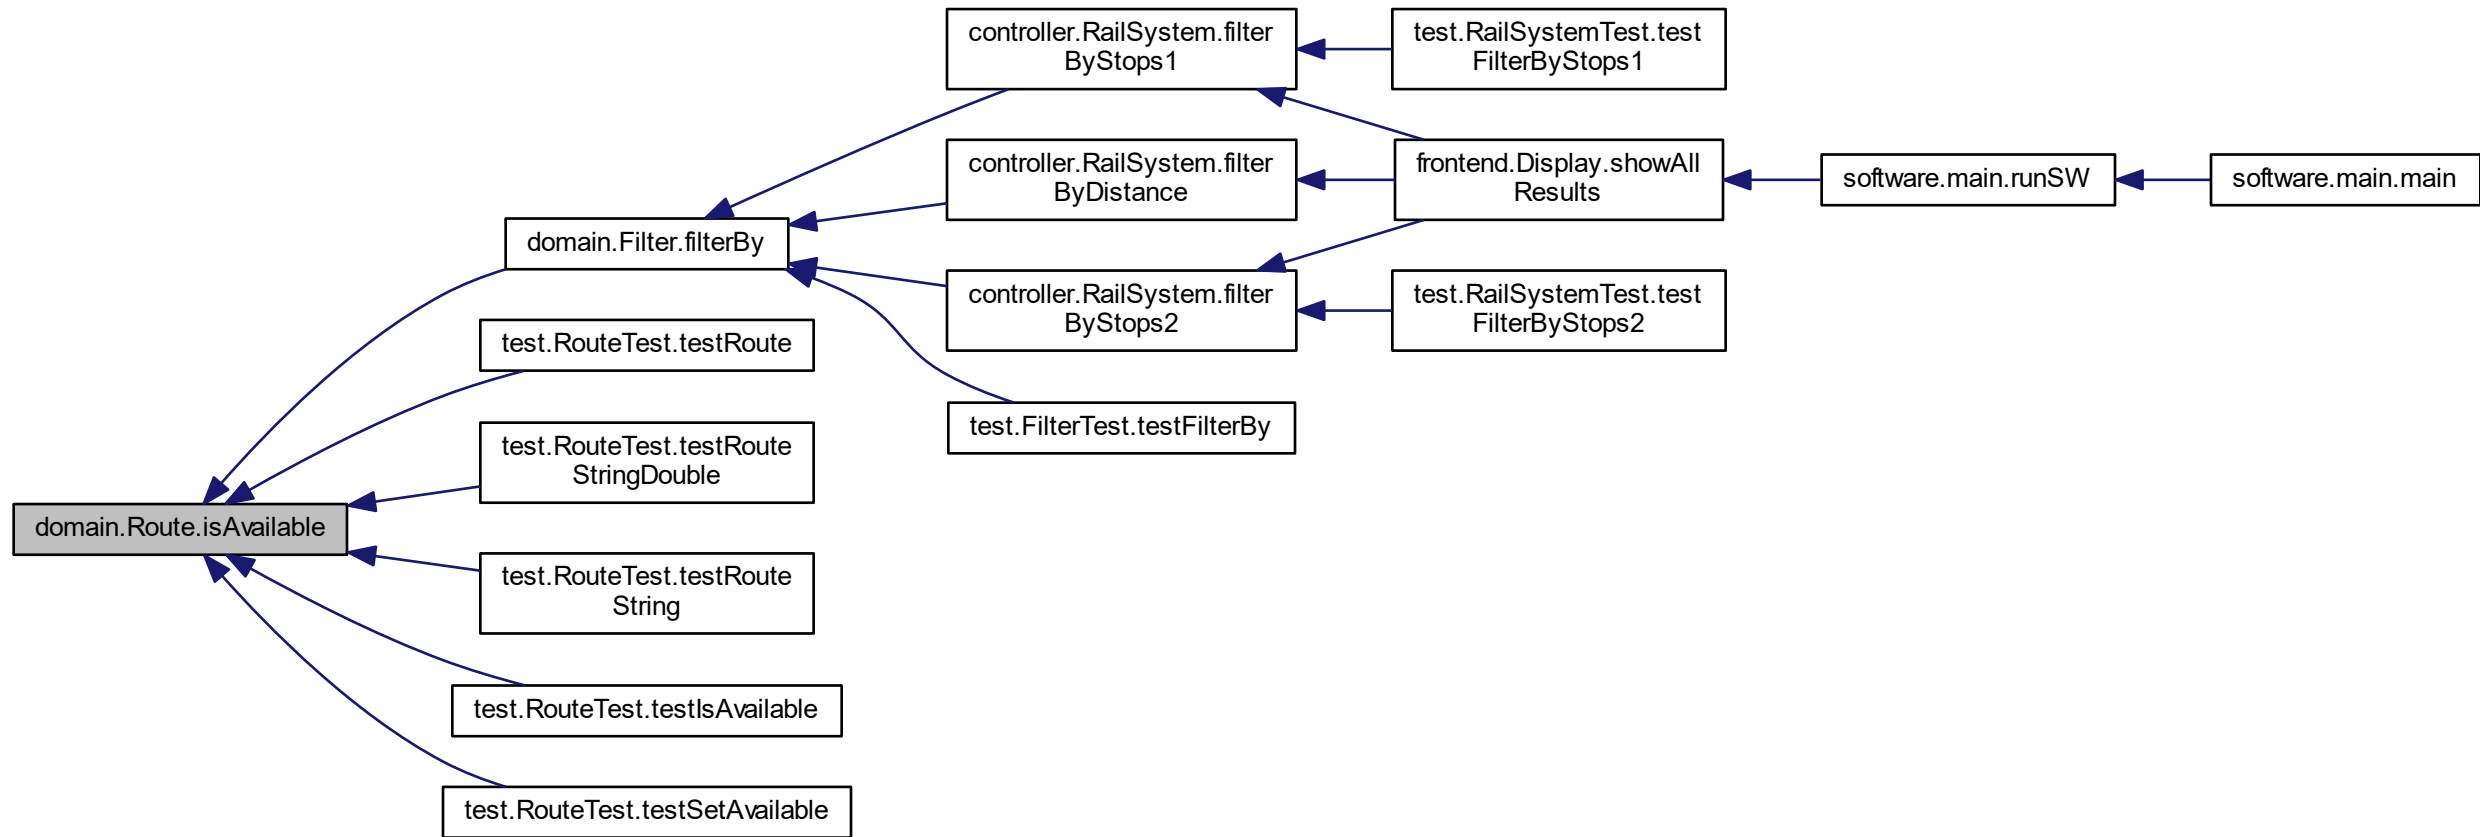 controller.RailSystem.filter
ByStops1
test.RailSystemTest.test
FilterByStops1
controller.RailSystem.filter
ByDistance
frontend.Display.showAll
Results
software.main.runSW
software.main.main
domain.Filter.filterBy
controller.RailSystem.filter
ByStops2
test.RailSystemTest.test
FilterByStops2
test.RouteTest.testRoute
test.FilterTest.testFilterBy
test.RouteTest.testRoute
StringDouble
domain.Route.isAvailable
test.RouteTest.testRoute
String
test.RouteTest.testIsAvailable
test.RouteTest.testSetAvailable